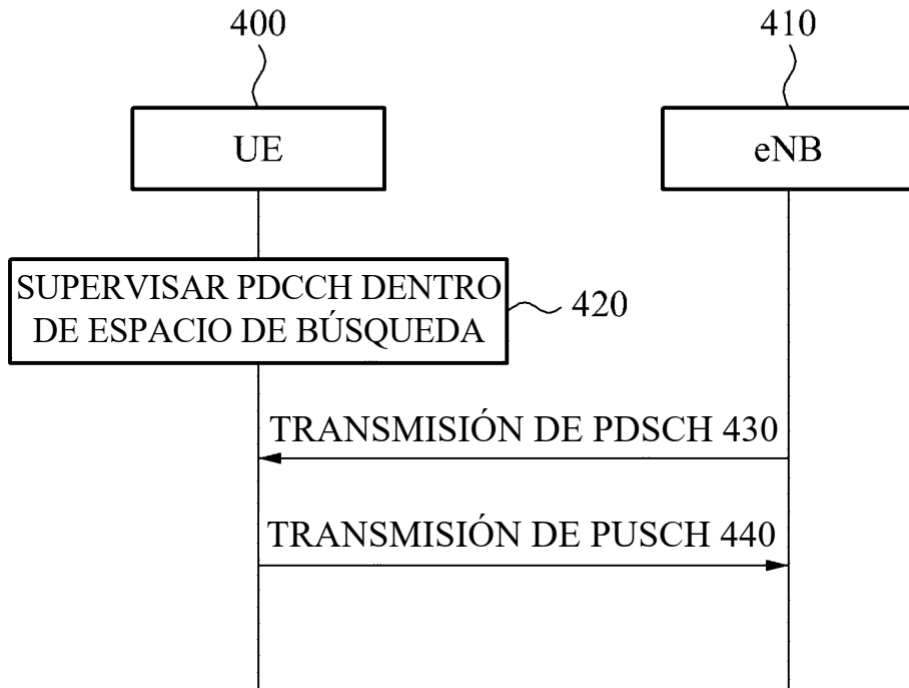 400
410
UE
eNB
SUPERVISAR PDCCH DENTRO
DE ESPACIO DE BÚSQUEDA
420
TRANSMISIÓN DE PDSCH 430
TRANSMISIÓN DE PUSCH 440